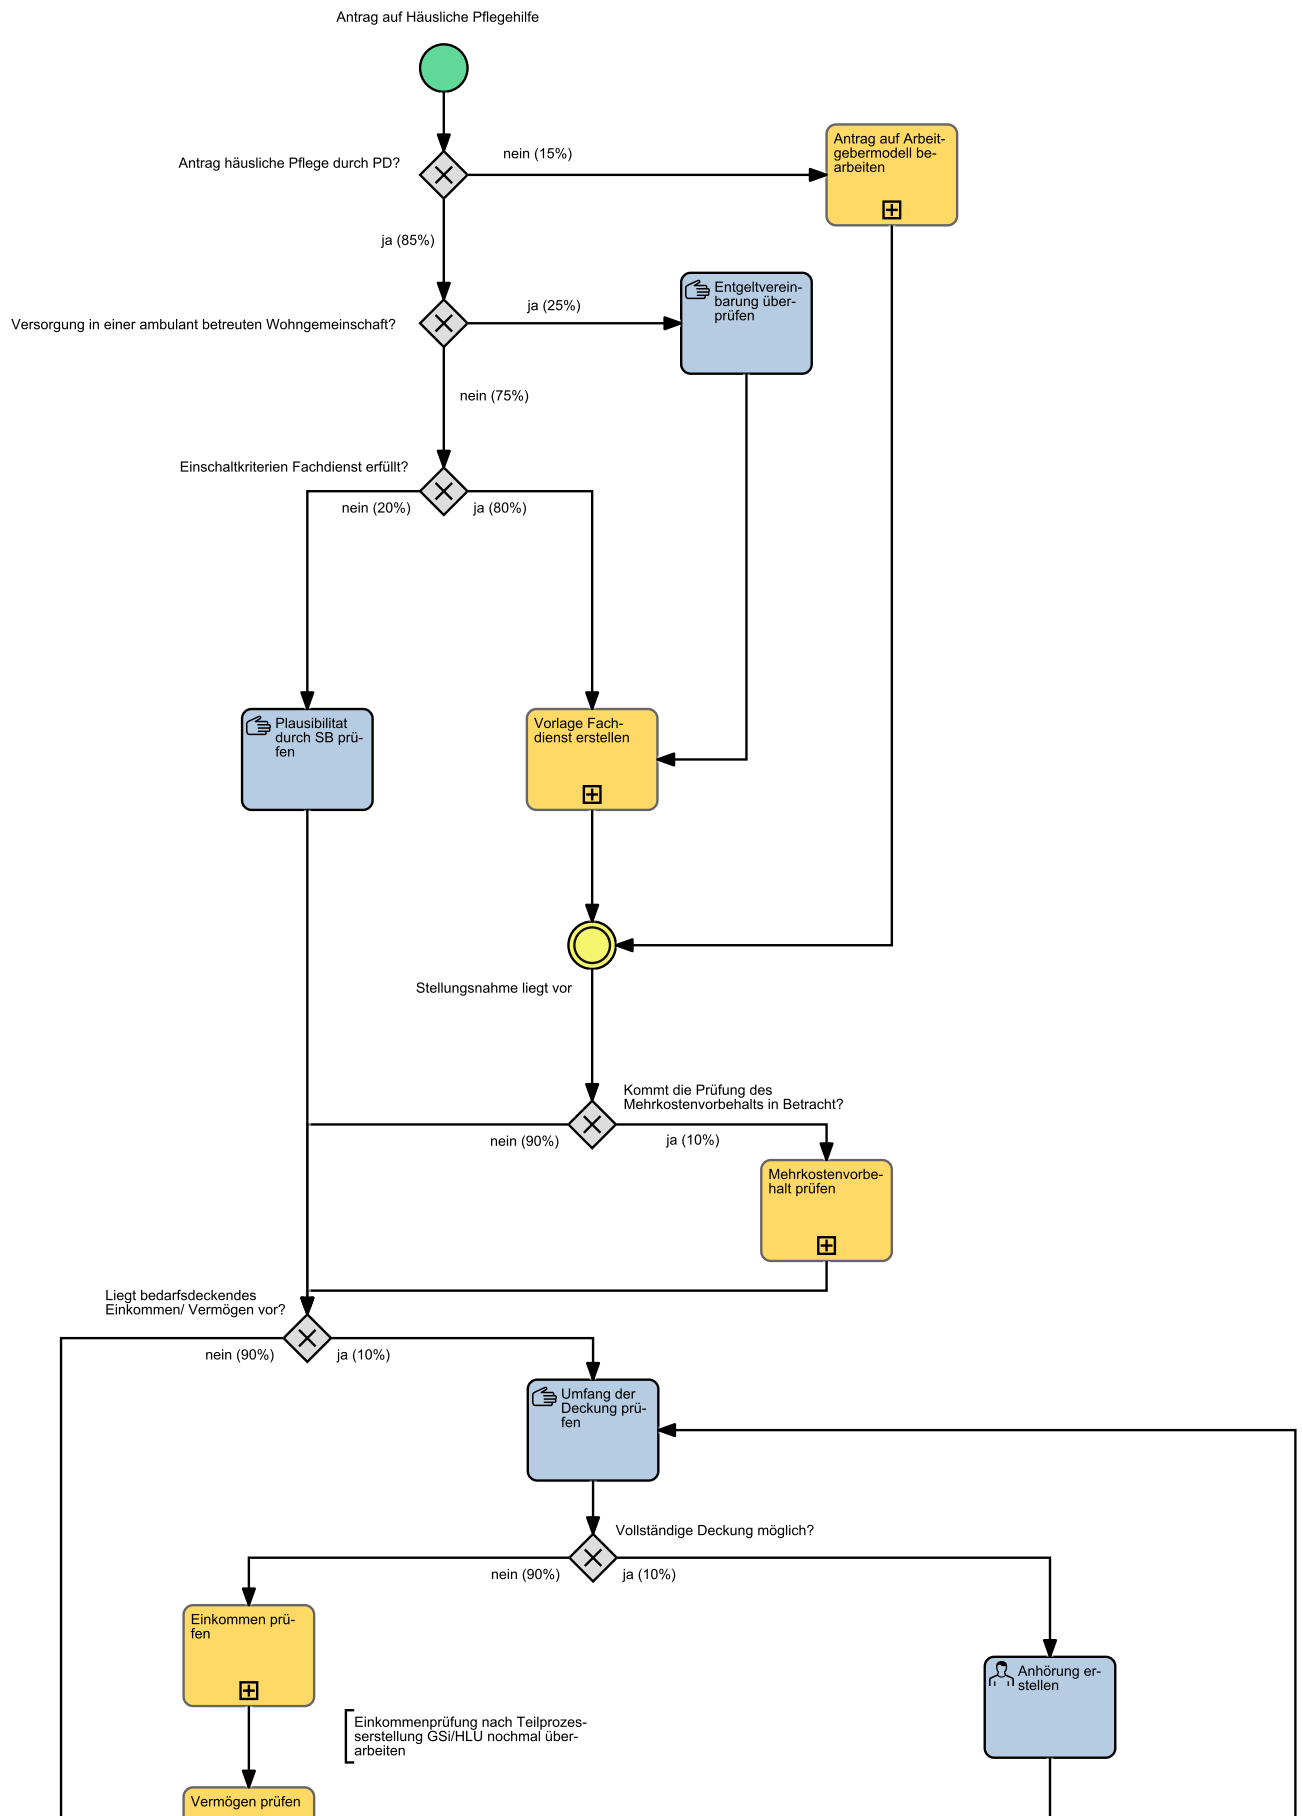 Antrag auf Häusliche Pflegehilfe
Antrag häusliche Pflege durch PD?
nein (15%)
Antrag auf Arbeit-
gebermodell be-
arbeiten
ja (85%)
Versorgung in einer ambulant betreuten Wohngemeinschaft?
ja (25%)
Entgeltverein-
barung über-
prüfen
nein (75%)
Einschaltkriterien Fachdienst erfüllt?
nein (20%)
ja (80%)
Plausibilitat
durch SB prü-
fen
Vorlage Fach-
dienst erstellen
Stellungsnahme liegt vor
Kommt die Prüfung des
Mehrkostenvorbehalts in Betracht?
nein (90%)
ja (10%)
Mehrkostenvorbe-
halt prüfen
Liegt bedarfsdeckendes
Einkommen/ Vermögen vor?
nein (90%)
ja (10%)
Umfang der
Deckung prü-
fen
Vollständige Deckung möglich?
nein (90%)
ja (10%)
Einkommen prü-
fen
Anhörung er-
stellen
Einkommenprüfung nach Teilprozes-
serstellung GSi/HLU nochmal über-
arbeiten
Vermögen prüfen